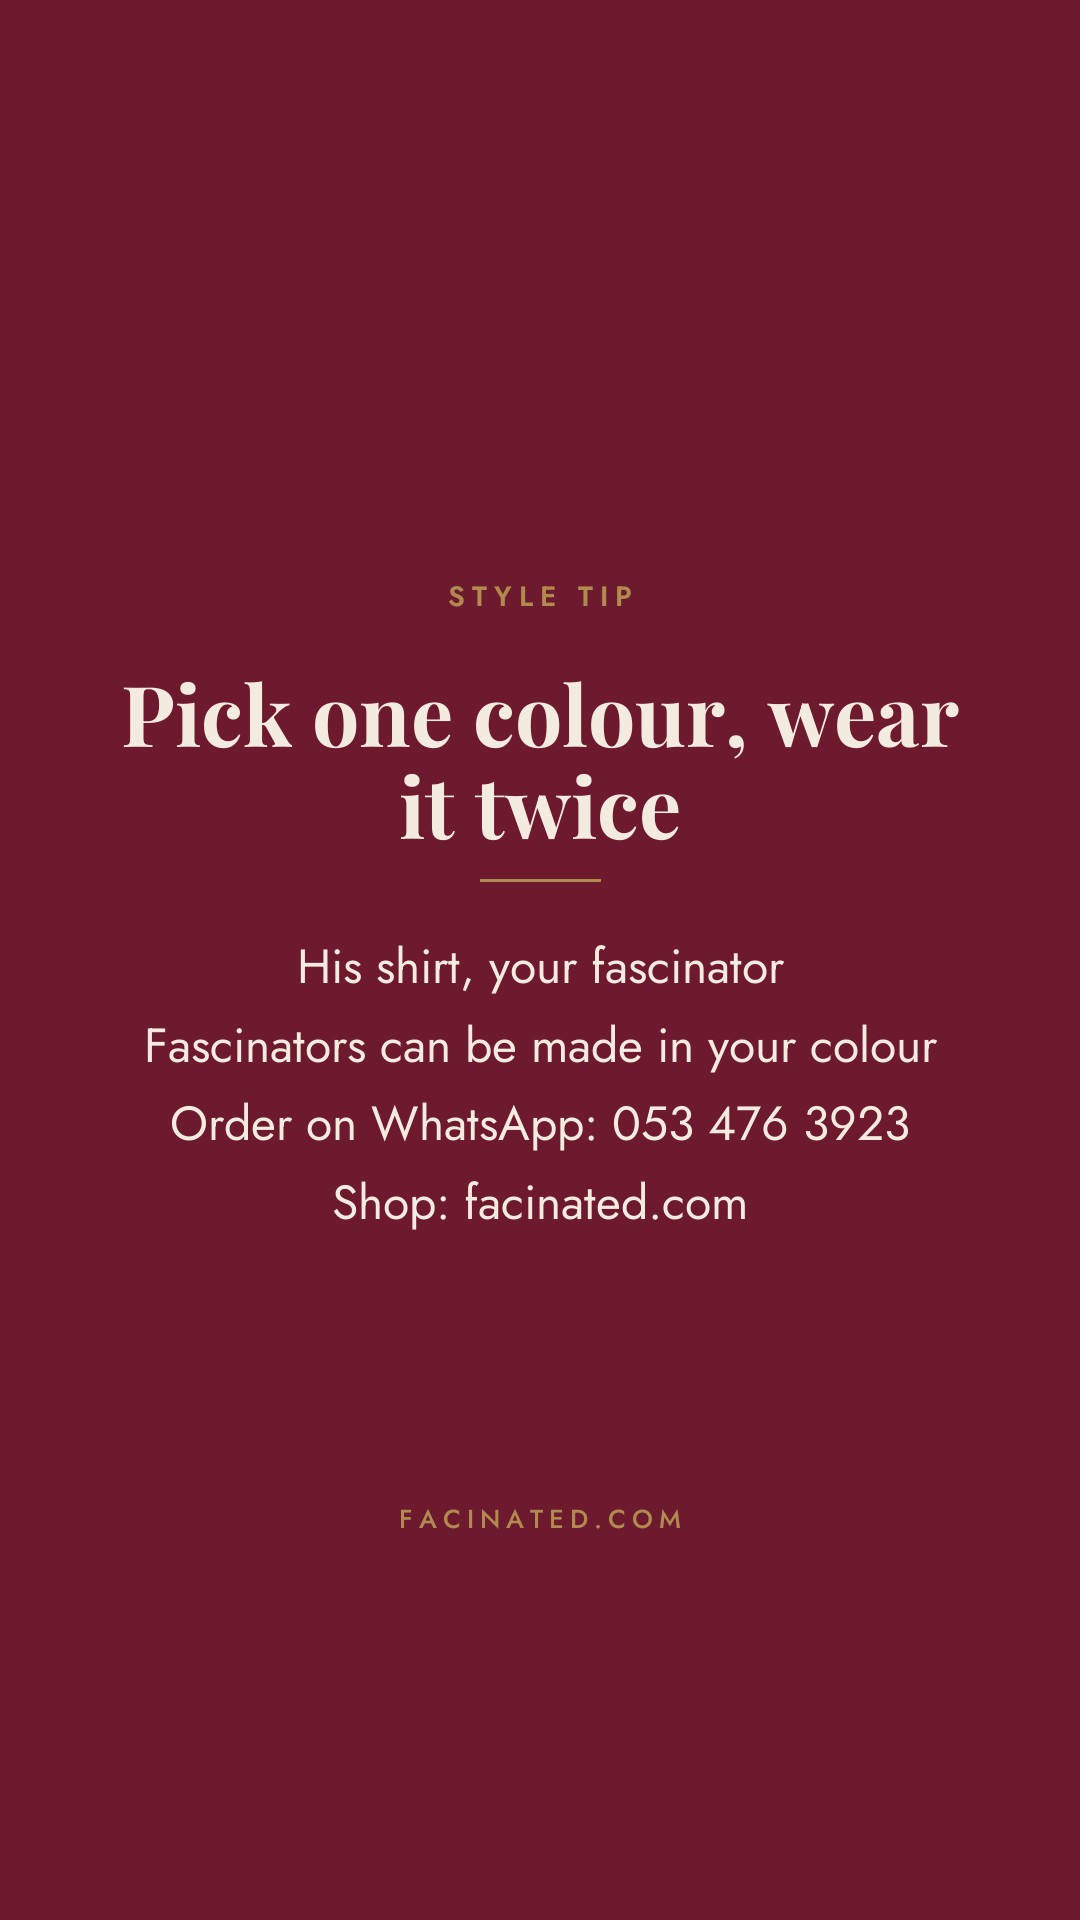 STYLE TIP
Pick one colour, wear
it twice
His shirt, your fascinator
Fascinators can be made in your colour
Order on WhatsApp: 053 476 3923
Shop: facinated.com
FACINATED.COM